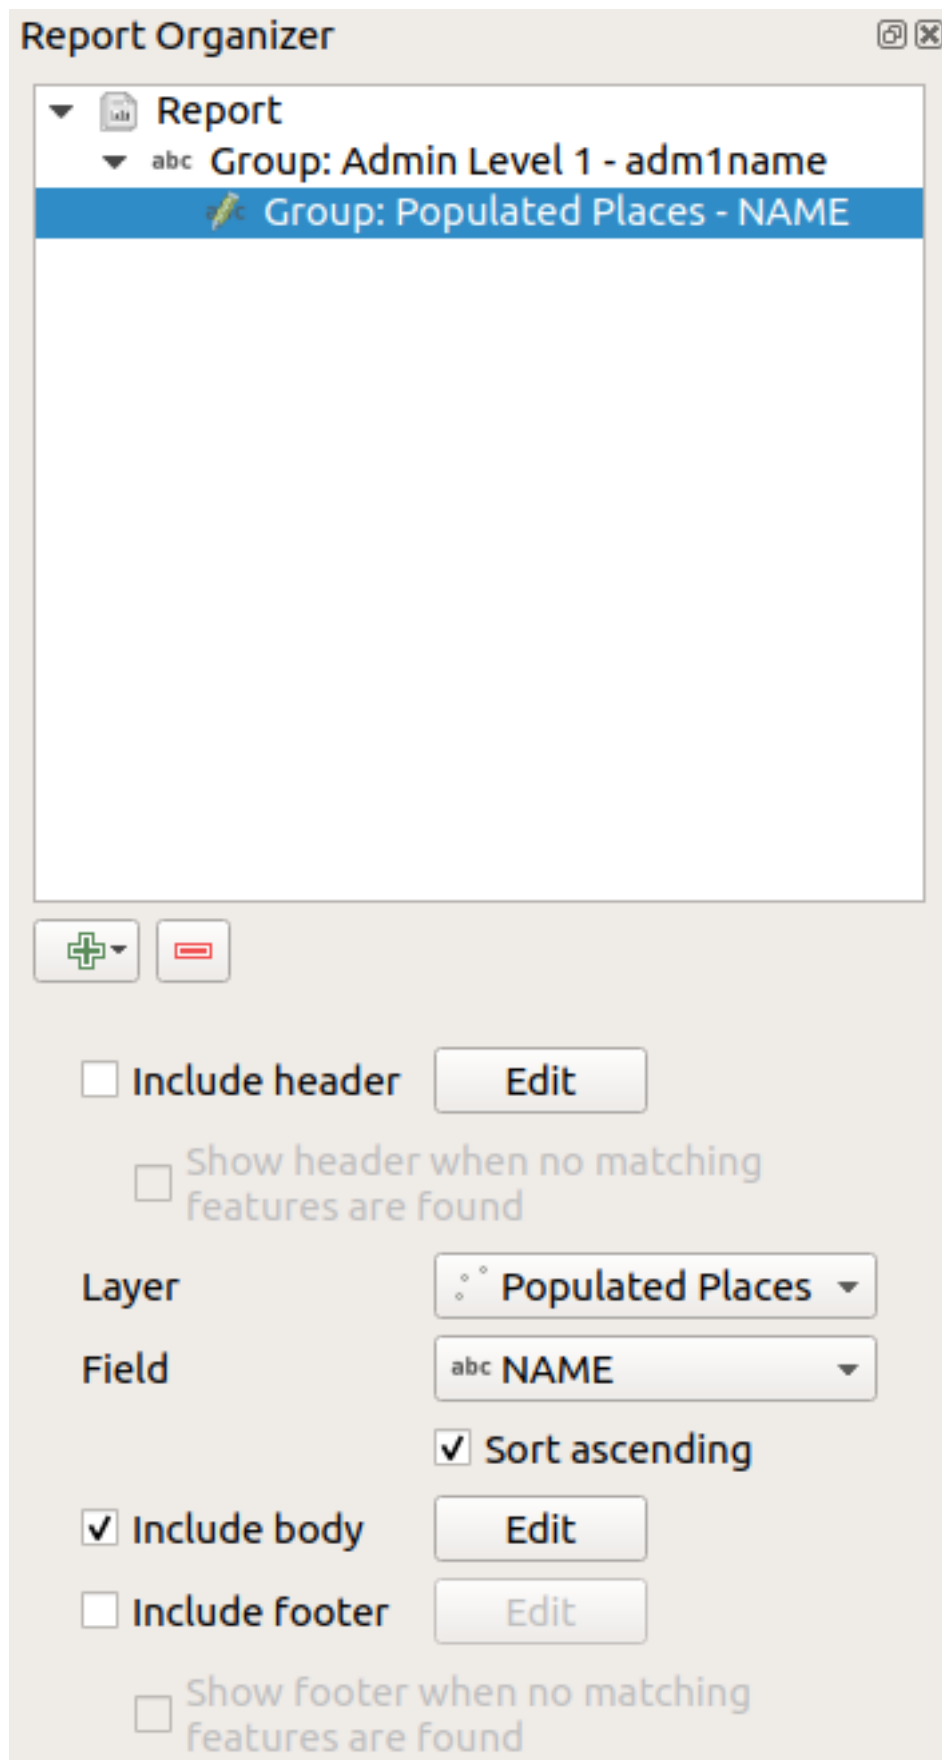 Report Organizer
Report
abc Group: Admin Level 1 - adm1name
Group: Populated Places - NAME
Include header Edit
Show header when no matching
features are found
Layer Populated Places
Field abc NAME
Sort ascending
Include body Edit
Include footer Edit
Show footer when no matching
features are found